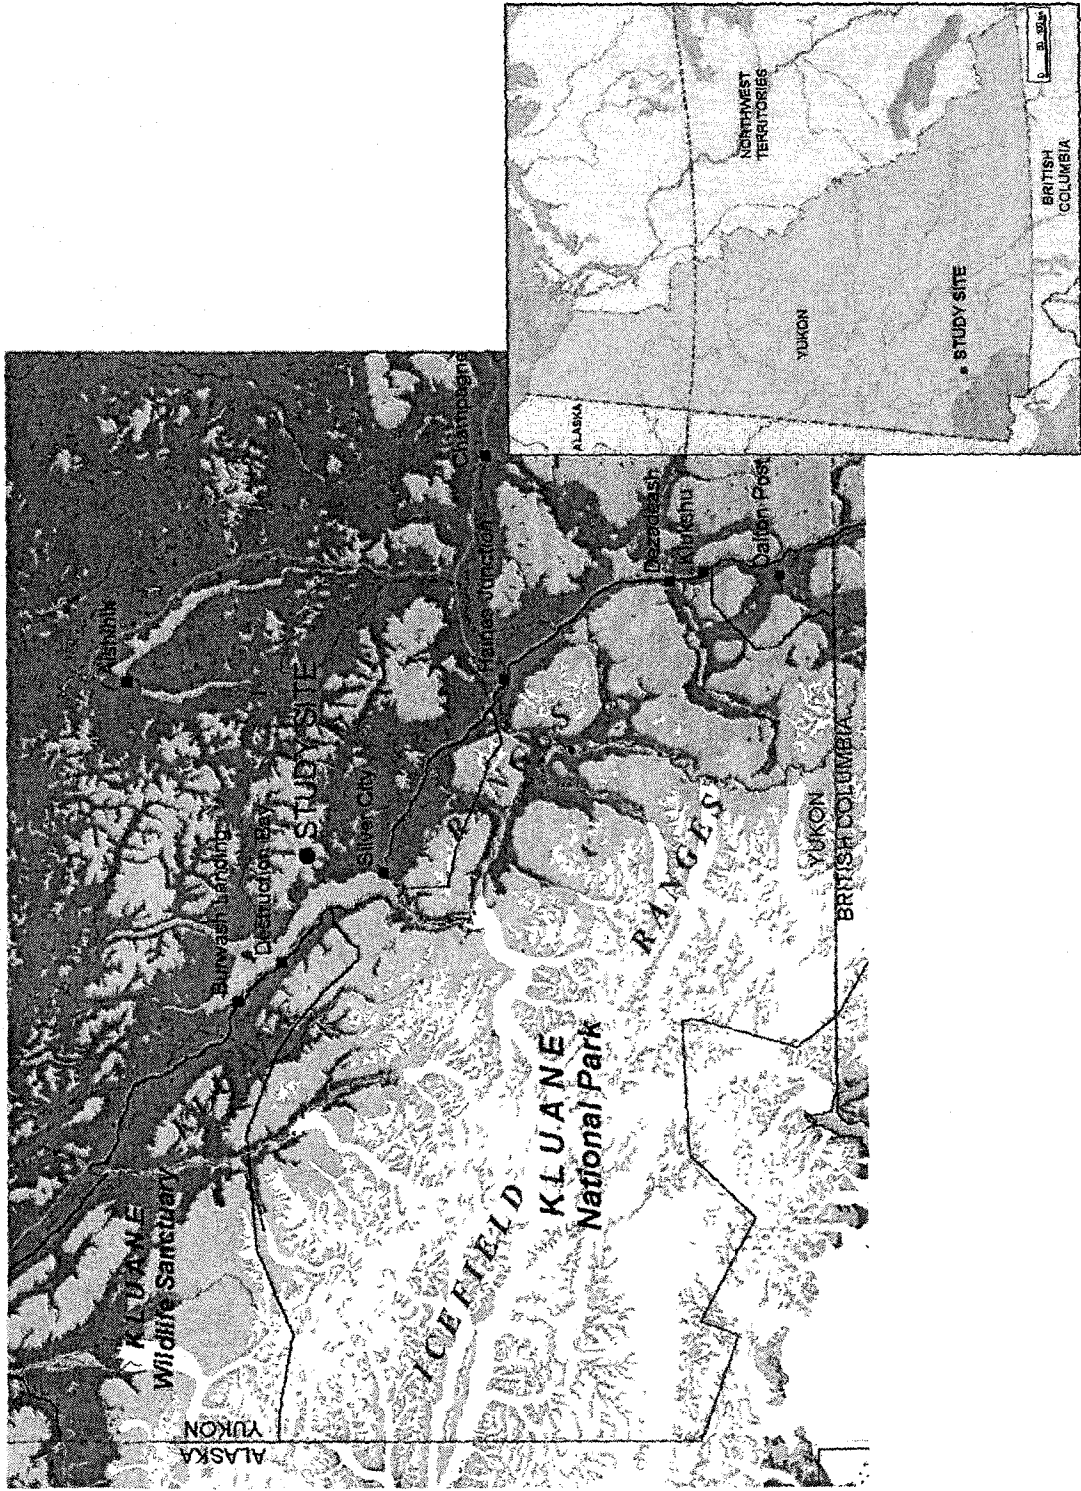 ALASKA
YUKON
KLUANE
Wildlife Sanctuary
Burwash Landing
Destruction Bay
STUDY SITE
Silver City
Aishihik
Haines Junction
Champagne
Dezadeash
Klukshu
Dalton Post
ICEFIELD
RANGES
KLUANE
National Park
YUKON
BRITISH COLUMBIA
ALASKA
YUKON
NORTHWEST
TERRITORIES
STUDY SITE
BRITISH
COLUMBIA